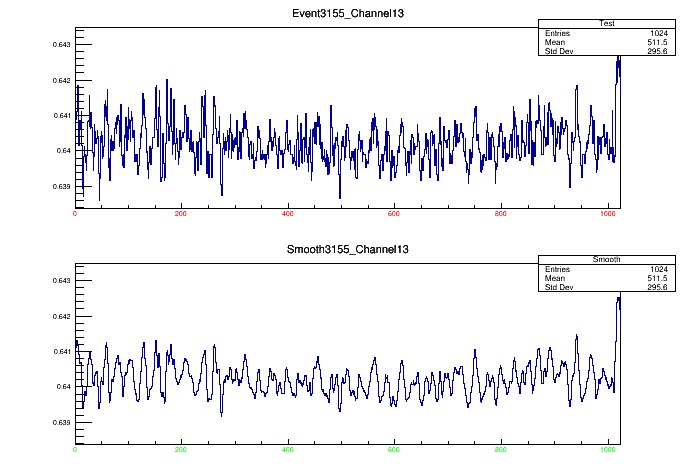 Event3155_Channel13
Test
Entries 1024
Mean 511.5
Std Dev 295.6
0.643
0.642
0.641
0.64
0.639
0 200 400 600 800 1000
Smooth3155_Channel13
Smooth
Entries 1024
Mean 511.5
Std Dev 295.6
0.643
0.642
0.641
0.64
0.639
0 200 400 600 800 1000